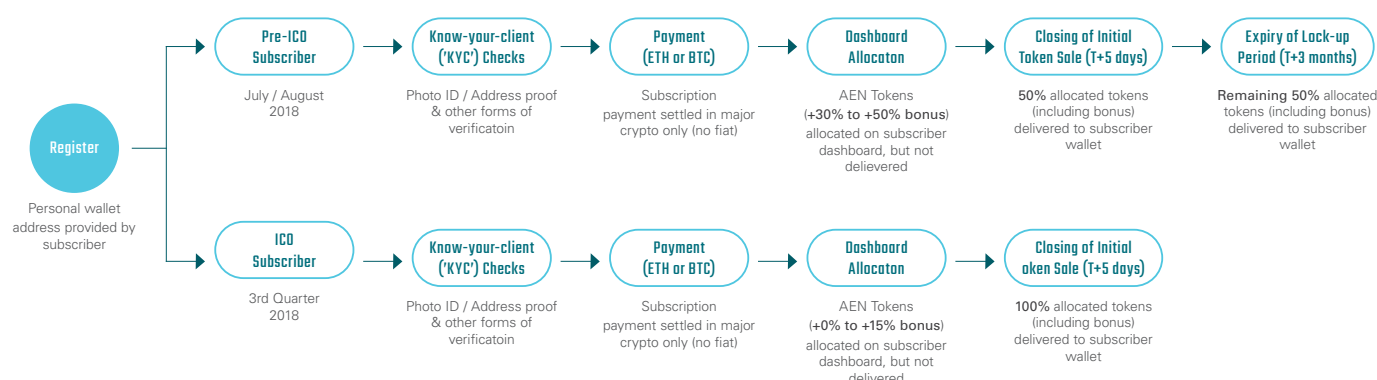 Register
Personal wallet
address provided by
subscriber
Pre-ICO
Subscriber
July / August
2018
Know-your-client
('KYC') Checks
Photo ID / Address proof
& other forms of
verificatoin
Payment
(ETH or BTC)
Subscription
payment settled in major
crypto only (no fiat)
Dashboard
Allocaton
AEN Tokens
(+30% to +50% bonus)
allocated on subscriber
dashboard, but not
delievered
Closing of Initial
Token Sale (T+5 days)
50% allocated tokens
(including bonus)
delivered to subscriber
wallet
Expiry of Lock-up
Period (T+3 months)
Remaining 50% allocated
tokens (including bonus)
delivered to subscriber
wallet
ICO
Subscriber
3rd Quarter
2018
Know-your-client
('KYC') Checks
Photo ID / Address proof
& other forms of
verificatoin
Payment
(ETH or BTC)
Subscription
payment settled in major
crypto only (no fiat)
Dashboard
Allocaton
AEN Tokens
(+0% to +15% bonus)
allocated on subscriber
dashboard, but not
delivered
Closing of Initial
oken Sale (T+5 days)
100% allocated tokens
(including bonus)
delivered to subscriber
wallet